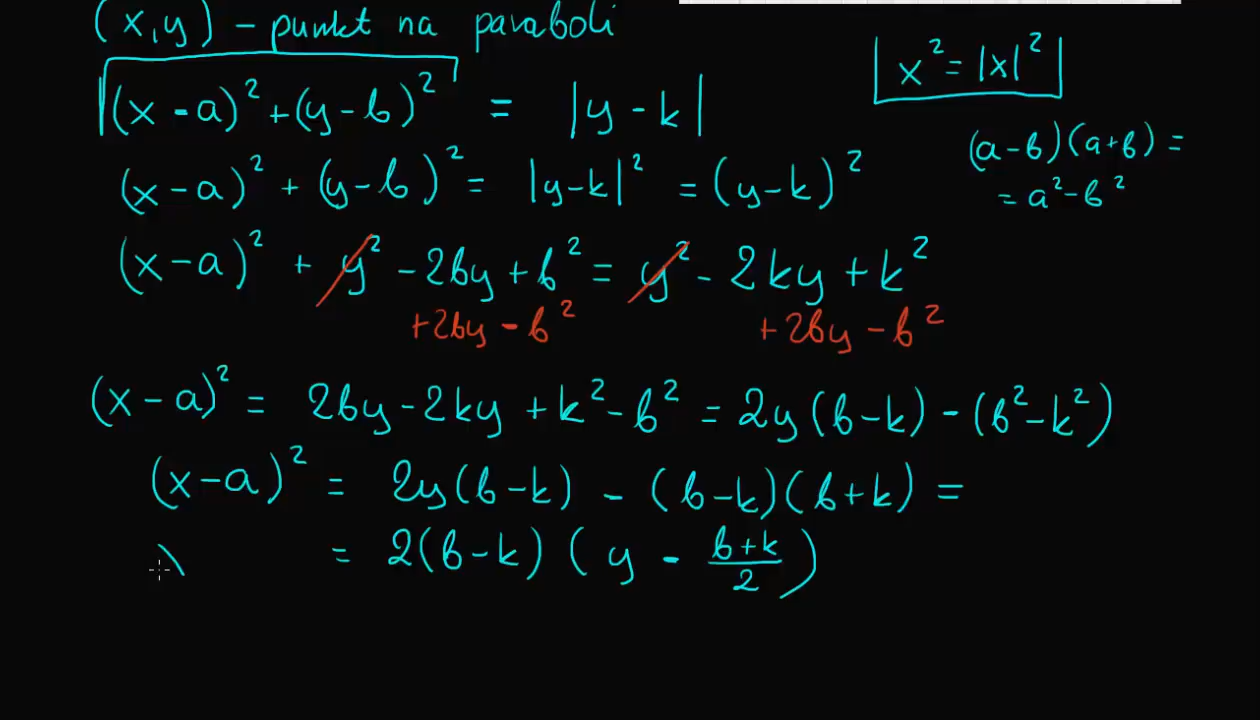 (x,y) - punkt na paraboli
√((x-a)² + (y-b)²) = |y-k|
x² = |x|²
(x-a)² + (y-b)² = |y-k|² = (y-k)²
(a-b)(a+b) =
= a²-b²
(x-a)² + y² - 2by + b² = y² - 2ky + k²
+2by - b² +2by - b²
(x-a)² = 2by - 2ky + k² - b² = 2y(b-k) - (b²-k²)
(x-a)² = 2y(b-k) - (b-k)(b+k) =
= 2(b-k)(y - (b+k)/2)